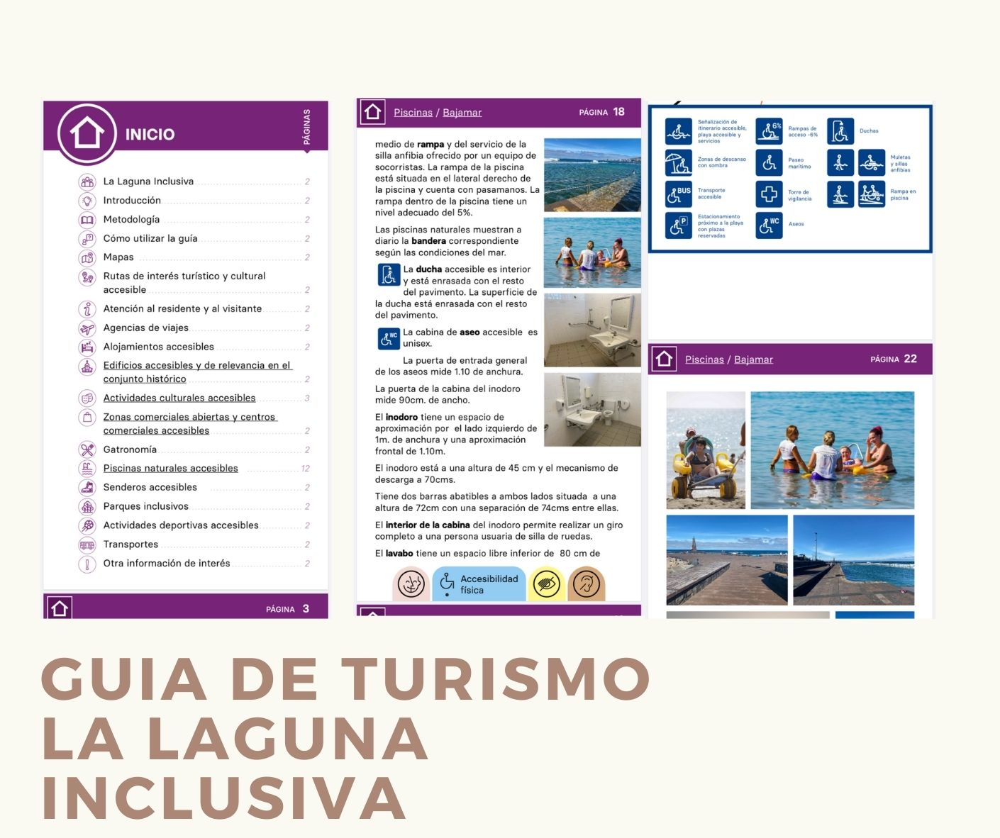 INICIO
PÁGINAS
La Laguna Inclusiva 2
Introducción 2
Metodología 2
Cómo utilizar la guía 2
Mapas 2
Rutas de interés turístico y cultural
accesible 2
Atención al residente y al visitante 2
Agencias de viajes 2
Alojamientos accesibles 2
Edificios accesibles y de relevancia en el
conjunto histórico 2
Actividades culturales accesibles 3
Zonas comerciales abiertas y centros
comerciales accesibles 2
Gatronomía 2
Piscinas naturales accesibles 12
Senderos accesibles 2
Parques inclusivos 2
Actividades deportivas accesibles 2
Transportes 2
Otra información de interés 2
PÁGINA 3
Piscinas / Bajamar PÁGINA 18
medio de rampa y del servicio de la
silla anfibia ofrecido por un equipo de
socorristas. La rampa de la piscina
está situada en el lateral derecho de
la piscina y cuenta con pasamanos. La
rampa dentro de la piscina tiene un
nivel adecuado del 5%.
Las piscinas naturales muestran a
diario la bandera correspondiente
según las condiciones del mar.
La ducha accesible es interior
y está enrasada con el resto
del pavimento. La superficie de
la ducha está enrasada con el resto
del pavimento.
WC
La cabina de aseo accesible es
unisex.
La puerta de entrada general
de los aseos mide 1.10 de anchura.
La puerta de la cabina del inodoro
mide 90cm. de ancho.
El inodoro tiene un espacio de
aproximación por el lado izquierdo de
1m. de anchura y una aproximación
frontal de 1.10m.
El inodoro está a una altura de 45 cm y el mecanismo de
descarga a 70cms.
Tiene dos barras abatibles a ambos lados situada a una
altura de 72cm con una separación de 74cms entre ellas.
El interior de la cabina del inodoro permite realizar un giro
completo a una persona usuaria de silla de ruedas.
El lavabo tiene un espacio libre inferior de 80 cm de
Accesibilidad
física
Señalización de
itinerario accesible,
playa accesible y
servicios
6%
Rampas de
acceso -6%
Duchas
Zonas de descanso
con sombra
Paseo
marítimo
Muletas
y sillas
anfibias
BUS
Transporte
accesible
Torre de
vigilancia
Rampa en
piscina
P
Estacionamiento
próximo a la playa
con plazas
reservadas
WC
Aseos
Piscinas / Bajamar PÁGINA 22
GUIA DE TURISMO
LA LAGUNA
INCLUSIVA